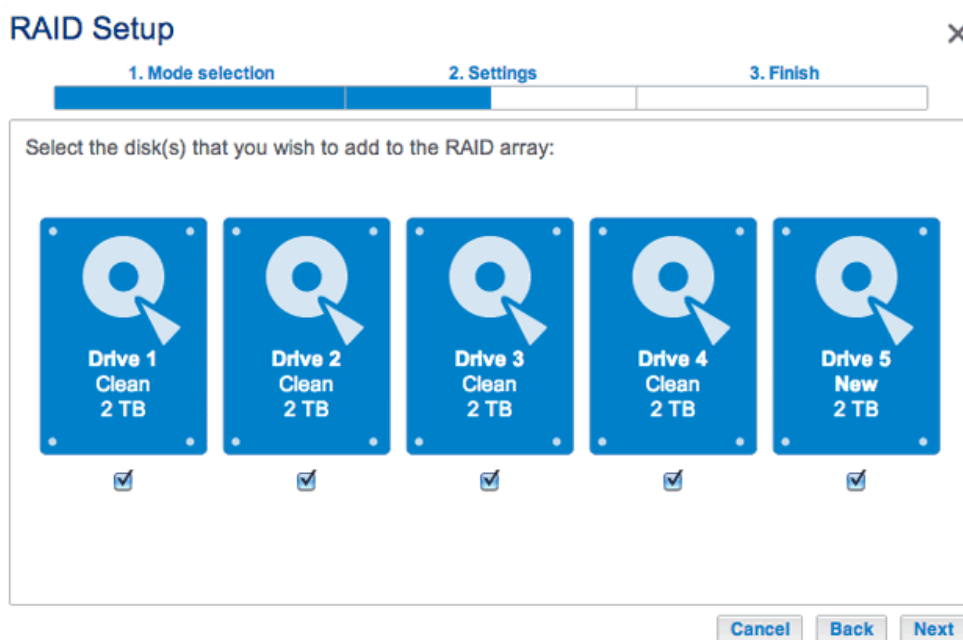 RAID Setup
1. Mode selection 2. Settings 3. Finish
Select the disk(s) that you wish to add to the RAID array:
Drive 1 Drive 2 Drive 3 Drive 4 Drive 5
Clean Clean Clean Clean New
2 TB 2 TB 2 TB 2 TB 2 TB
Cancel Back Next